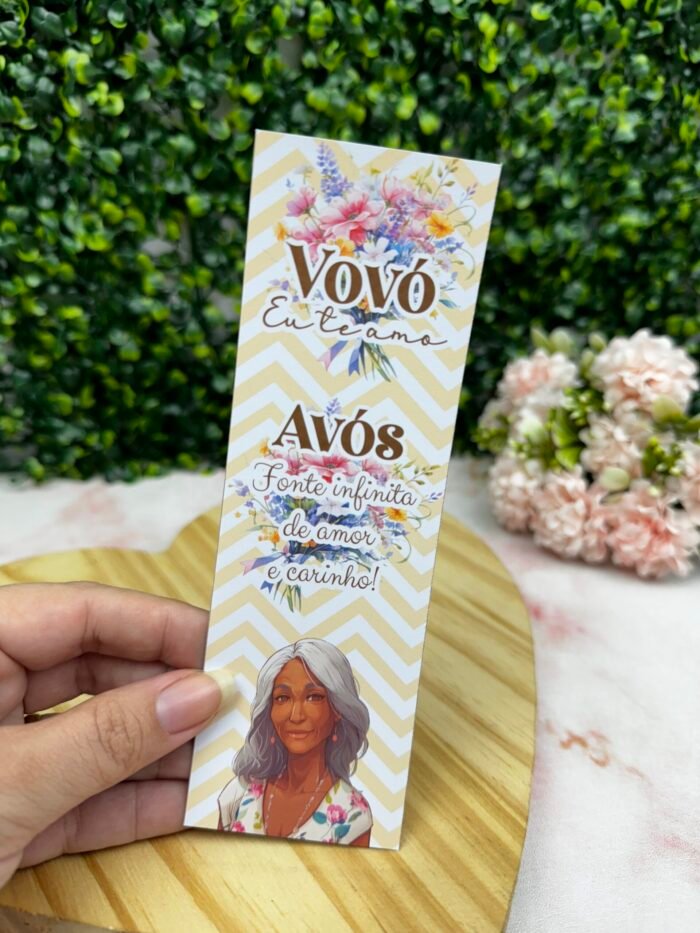 Vovó
Eu te amo
Avós
Fonte infinita
de amor
e carinho!